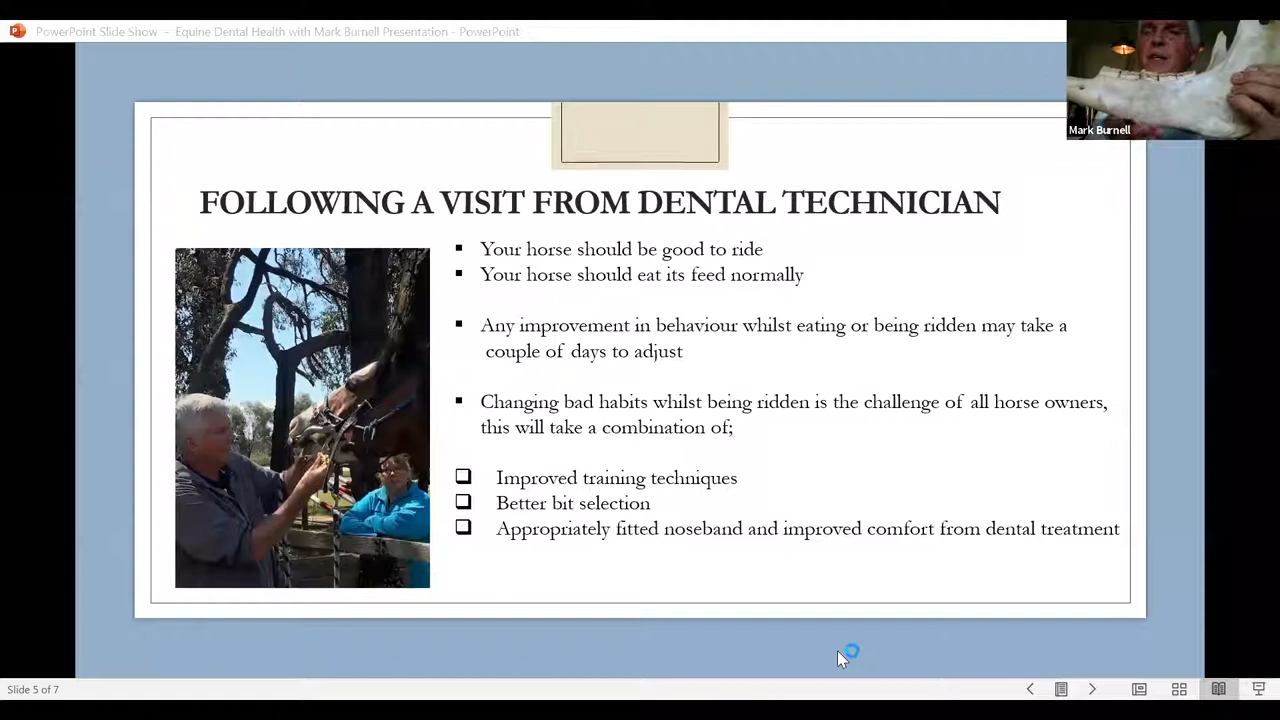 PowerPoint Slide Show - Equine Dental Health with Mark Burnell Presentation - PowerPoint
Mark Burnell
FOLLOWING A VISIT FROM DENTAL TECHNICIAN
▪ Your horse should be good to ride
▪ Your horse should eat its feed normally
▪ Any improvement in behaviour whilst eating or being ridden may take a
couple of days to adjust
▪ Changing bad habits whilst being ridden is the challenge of all horse owners,
this will take a combination of;
❑ Improved training techniques
❑ Better bit selection
❑ Appropriately fitted noseband and improved comfort from dental treatment
Slide 5 of 7